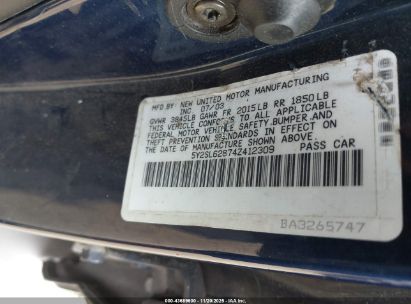 MFD BY NEW UNITED MOTOR MANUFACTURING
INC. 07/03
GVWR 3845LB GAWR FR 2015LB RR 1850LB
THIS VEHICLE CONFORMS TO ALL APPLICABLE
FEDERAL MOTOR VEHICLE SAFETY, BUMPER, AND
THEFT PREVENTION STANDARDS IN EFFECT ON
THE DATE OF MANUFACTURE SHOWN ABOVE.
5Y2SL62874Z412309 PASS CAR
BA3265747